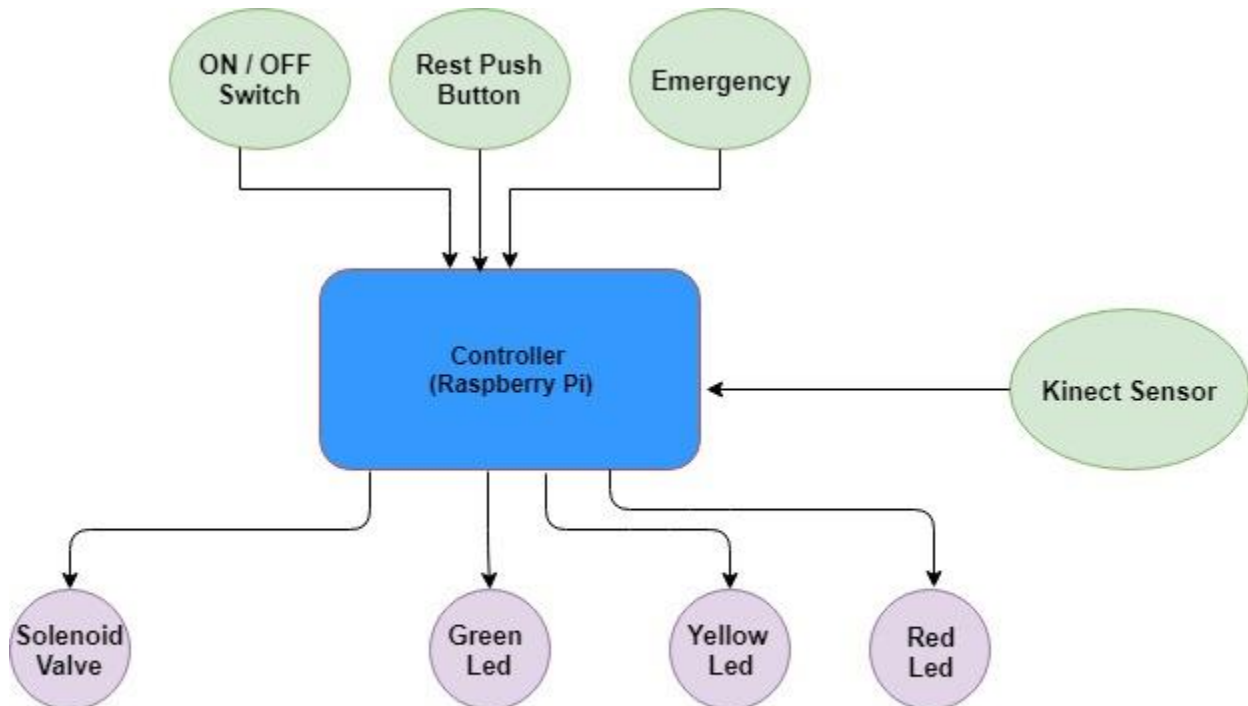 ON / OFF
Switch
Rest Push
Button
Emergency
Controller
(Raspberry Pi)
Kinect Sensor
Solenoid
Valve
Green
Led
Yellow
Led
Red
Led